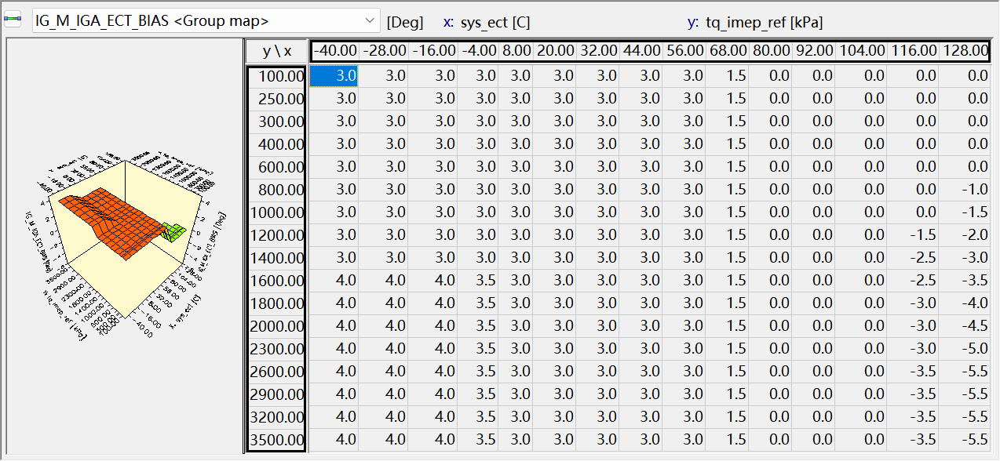 IG_M_IGA_ECT_BIAS <Group map> [Deg] x: sys_ect [C] y: tq_imep_ref [kPa]
y \ x -40.00 -28.00 -16.00 -4.00 8.00 20.00 32.00 44.00 56.00 68.00 80.00 92.00 104.00 116.00 128.00
100.00 3.0 3.0 3.0 3.0 3.0 3.0 3.0 3.0 3.0 1.5 0.0 0.0 0.0 0.0 0.0
250.00 3.0 3.0 3.0 3.0 3.0 3.0 3.0 3.0 3.0 1.5 0.0 0.0 0.0 0.0 0.0
300.00 3.0 3.0 3.0 3.0 3.0 3.0 3.0 3.0 3.0 1.5 0.0 0.0 0.0 0.0 0.0
400.00 3.0 3.0 3.0 3.0 3.0 3.0 3.0 3.0 3.0 1.5 0.0 0.0 0.0 0.0 0.0
600.00 3.0 3.0 3.0 3.0 3.0 3.0 3.0 3.0 3.0 1.5 0.0 0.0 0.0 0.0 0.0
800.00 3.0 3.0 3.0 3.0 3.0 3.0 3.0 3.0 3.0 1.5 0.0 0.0 0.0 0.0 -1.0
1000.00 3.0 3.0 3.0 3.0 3.0 3.0 3.0 3.0 3.0 1.5 0.0 0.0 0.0 0.0 -1.5
1200.00 3.0 3.0 3.0 3.0 3.0 3.0 3.0 3.0 3.0 1.5 0.0 0.0 0.0 -1.5 -2.0
1400.00 3.0 3.0 3.0 3.0 3.0 3.0 3.0 3.0 3.0 1.5 0.0 0.0 0.0 -2.5 -3.0
1600.00 4.0 4.0 4.0 3.5 3.0 3.0 3.0 3.0 3.0 1.5 0.0 0.0 0.0 -2.5 -3.5
1800.00 4.0 4.0 4.0 3.5 3.0 3.0 3.0 3.0 3.0 1.5 0.0 0.0 0.0 -3.0 -4.0
2000.00 4.0 4.0 4.0 3.5 3.0 3.0 3.0 3.0 3.0 1.5 0.0 0.0 0.0 -3.0 -4.5
2300.00 4.0 4.0 4.0 3.5 3.0 3.0 3.0 3.0 3.0 1.5 0.0 0.0 0.0 -3.0 -5.0
2600.00 4.0 4.0 4.0 3.5 3.0 3.0 3.0 3.0 3.0 1.5 0.0 0.0 0.0 -3.5 -5.5
2900.00 4.0 4.0 4.0 3.5 3.0 3.0 3.0 3.0 3.0 1.5 0.0 0.0 0.0 -3.5 -5.5
3200.00 4.0 4.0 4.0 3.5 3.0 3.0 3.0 3.0 3.0 1.5 0.0 0.0 0.0 -3.5 -5.5
3500.00 4.0 4.0 4.0 3.5 3.0 3.0 3.0 3.0 3.0 1.5 0.0 0.0 0.0 -3.5 -5.5